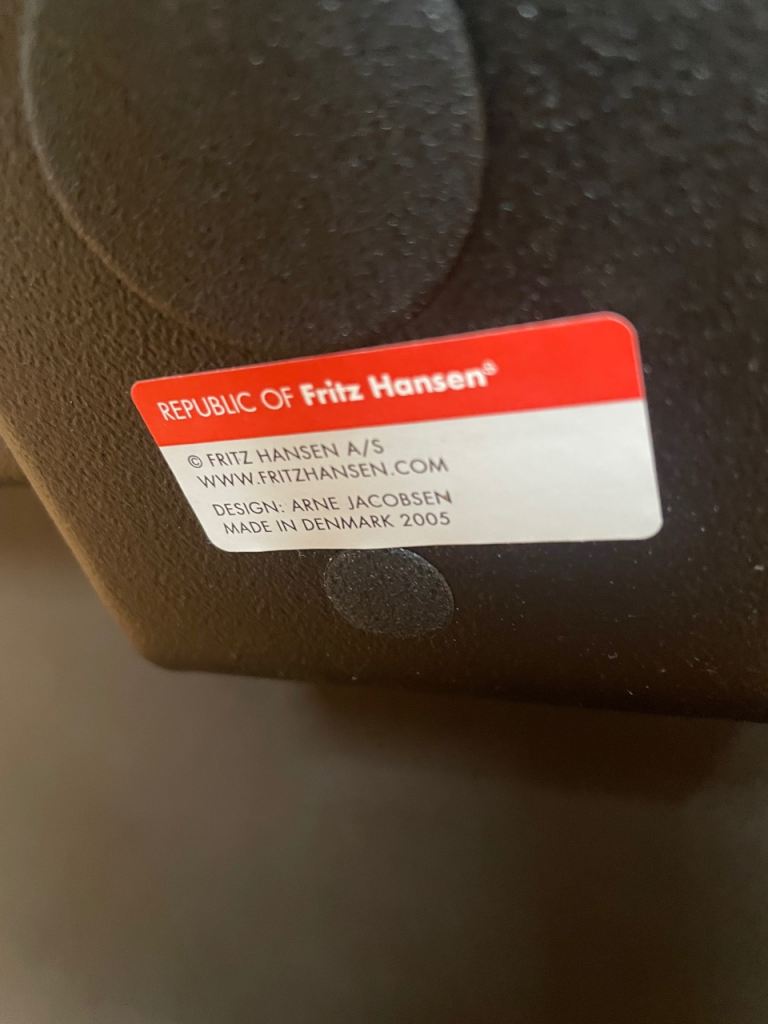 REPUBLIC OF Fritz Hansen®
© FRITZ HANSEN A/S
WWW.FRITZHANSEN.COM
DESIGN: ARNE JACOBSEN
MADE IN DENMARK 2005